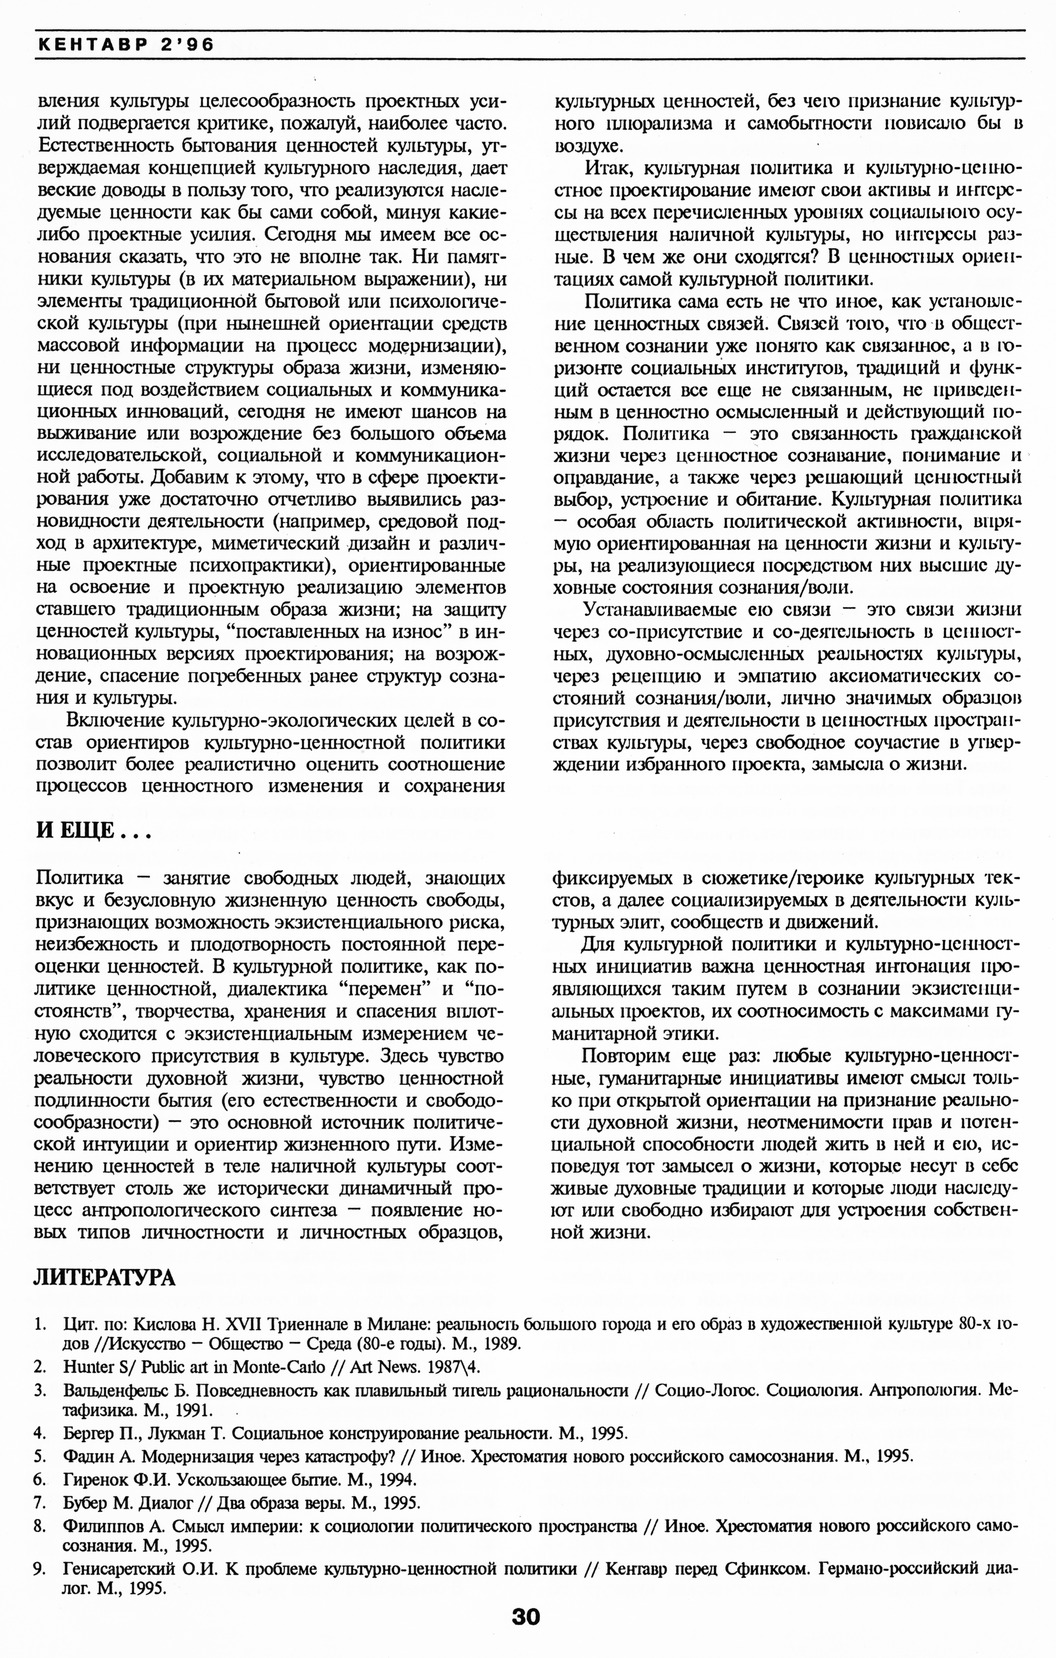 КЕНТАВР 2’96
вления культуры целесообразность проектных уси-
лий подвергается критике, пожалуй, наиболее часто.
Естественность бытования ценностей культуры, ут-
верждаемая концепцией культурного наследия, дает
веские доводы в пользу того, что реализуются насле-
дуемые ценности как бы сами собой, минуя какие-
либо проектные усилия. Сегодня мы имеем все ос-
нования сказать, что это не вполне так. Ни памят-
ники культуры (в их материальном выражении), ни
элементы традиционной бытовой или психологиче-
ской культуры (при нынешней ориентации средств
массовой информации на процесс модернизации),
ни ценностные структуры образа жизни, изменяю-
щиеся под воздействием социальных и коммуника-
ционных инноваций, сегодня не имеют шансов на
выживание или возрождение без большого объема
исследовательской, социальной и коммуникацион-
ной работы. Добавим к этому, что в сфере проекти-
рования уже достаточно отчетливо выявились раз-
новидности деятельности (например, средовой под-
ход в архитектуре, миметический дизайн и различ-
ные проектные психопрактики), ориентированные
на освоение и проектную реализацию элементов
ставшего традиционным образа жизни; на защиту
ценностей культуры, “поставленных на износ” в ин-
новационных версиях проектирования; на возрож-
дение, спасение погребенных ранее структур созна-
ния и культуры.
Включение культурно-экологических целей в со-
став ориентиров культурно-ценностной политики
позволит более реалистично оценить соотношение
процессов ценностного изменения и сохранения
культурных ценностей, без чего признание культур-
ного плюрализма и самобытности повисало бы в
воздухе.
Итак, культурная политика и культурно-ценно-
стное проектирование имеют свои активы и интере-
сы на всех перечисленных уровнях социального осу-
ществления наличной культуры, но интересы раз-
ные. В чем же они сходятся? В ценностных ориен-
тациях самой культурной политики.
Политика сама есть не что иное, как установле-
ние ценностных связей. Связей того, что в общест-
венном сознании уже понято как связанное, а в го-
ризонте социальных институтов, традиций и функ-
ций остается все еще не связанным, не приведен-
ным в ценностно осмысленный и действующий по-
рядок. Политика — это связанность гражданской
жизни через ценностное сознавание, понимание и
оправдание, а также через решающий ценностный
выбор, устроение и обитание. Культурная политика
— особая область политической активности, впря-
мую ориентированная на ценности жизни и культу-
ры, на реализующиеся посредством них высшие ду-
ховные состояния сознания/воли.
Устанавливаемые ею связи — это связи жизни
через со-присутствие и со-деятельность в ценност-
ных, духовно-осмысленных реальностях культуры,
через рецепцию и эмпатию аксиоматических со-
стояний сознания/воли, лично значимых образцов
присутствия и деятельности в ценностных простран-
ствах культуры, через свободное соучастие в утвер-
ждении избранного проекта, замысла о жизни.
И ЕЩЕ...
Политика — занятие свободных людей, знающих
вкус и безусловную жизненную ценность свободы,
признающих возможность экзистенциального риска,
неизбежность и плодотворность постоянной пере-
оценки ценностей. В культурной политике, как по-
литике ценностной, диалектика “перемен” и “по-
стоянств”, творчества, хранения и спасения вплот-
ную сходится с экзистенциальным измерением че-
ловеческого присутствия в культуре. Здесь чувство
реальности духовной жизни, чувство ценностной
подлинности бытия (его естественности и свободо-
сообразности) — это основной источник политиче-
ской интуиции и ориентир жизненного пути. Изме-
нению ценностей в теле наличной культуры соот-
ветствует столь же исторически динамичный про-
цесс антропологического синтеза — появление но-
вых типов личностности и личностных образцов,
фиксируемых в сюжетике/героике культурных тек-
стов, а далее социализируемых в деятельности куль-
турных элит, сообществ и движений.
Для культурной политики и культурно-ценност-
ных инициатив важна ценностная интонация про-
являющихся таким путем в сознании экзистенци-
альных проектов, их соотносимость с максимами гу-
манитарной этики.
Повторим еще раз: любые культурно-ценност-
ные, гуманитарные инициативы имеют смысл толь-
ко при открытой ориентации на признание реально-
сти духовной жизни, неотменимости прав и потен-
циальной способности людей жить в ней и ею, ис-
поведуя тот замысел о жизни, которые несут в себе
живые духовные традиции и которые люди наследу-
ют или свободно избирают для устроения собствен-
ной жизни.
ЛИТЕРАТУРА
1. Цит. по: Кислова Н. XVII Триеннале в Милане: реальность большого города и его образ в художественной культуре 80-х го-
дов //Искусство — Общество — Среда (80-е годы). М., 1989.
2. Hunter S/ Public art in Monte-Carlo // Art News. 1987\4.
3. Вальденфельс Б. Повседневность как плавильный тигель рациональности // Социо-Логос. Социология. Антропология. Ме-
тафизика. М., 1991.
4. Бергер П., Лукман Т. Социальное конструирование реальности. М., 1995.
5. Фадин А. Модернизация через катастрофу? // Иное. Хрестоматия нового российского самосознания. М., 1995.
6. Гиренок Ф.И. Ускользающее бытие. М., 1994.
7. Бубер М. Диалог // Два образа веры. М., 1995.
8. Филиппов А. Смысл империи: к социологии политического пространства // Иное. Хрестоматия нового российского само-
сознания. М., 1995.
9. Генисаретский О.И. К проблеме культурно-ценностной политики // Кентавр перед Сфинксом. Германо-российский диа-
лог. М., 1995.
30